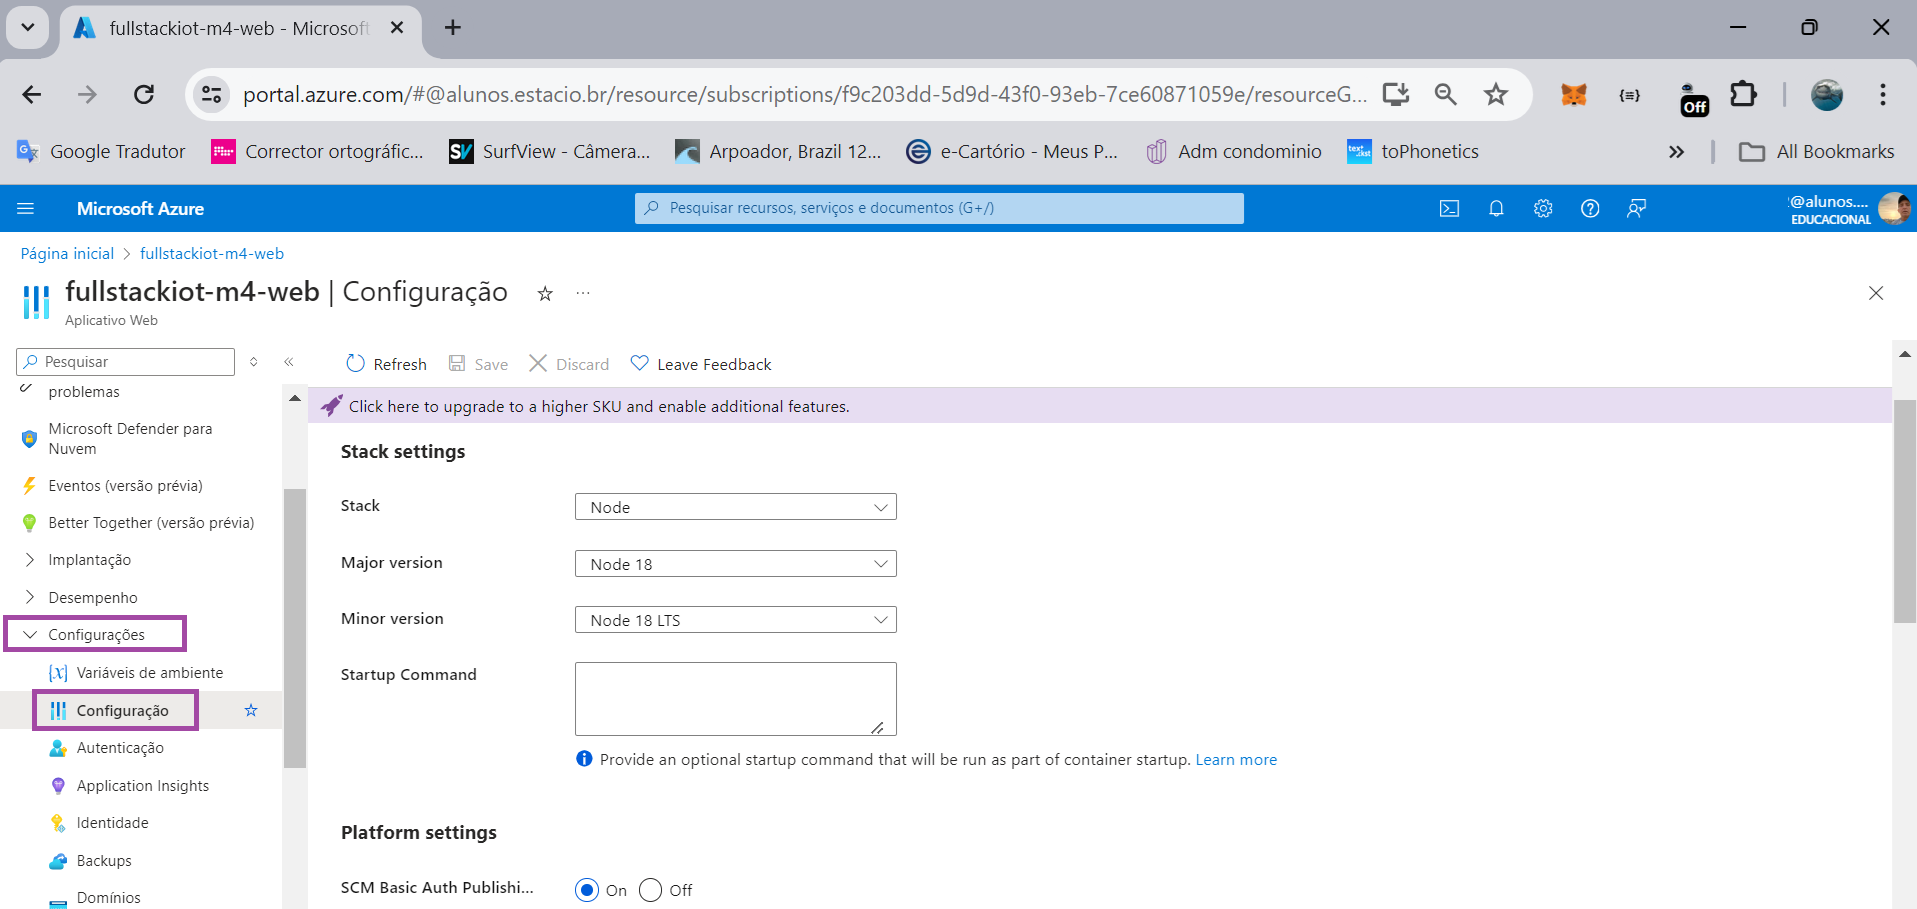 fullstackiot-m4-web - Microsoft
portal.azure.com/#@alunos.estacio.br/resource/subscriptions/f9c203dd-5d9d-43f0-93eb-7ce60871059e/resourceG...
Off
Google Tradutor
Corrector ortográfic...
SV
SurfView - Câmera...
Arpoador, Brazil 12...
e-Cartório - Meus P...
Adm condominio
toPhonetics
All Bookmarks
Microsoft Azure
Pesquisar recursos, serviços e documentos (G+/)
@alunos....
EDUCACIONAL
Página inicial > fullstackiot-m4-web
fullstackiot-m4-web | Configuração
Aplicativo Web
Pesquisar
Refresh
Save
Discard
Leave Feedback
problemas
Microsoft Defender para
Nuvem
Eventos (versão prévia)
Better Together (versão prévia)
Implantação
Desempenho
Configurações
Variáveis de ambiente
Configuração
Autenticação
Application Insights
Identidade
Backups
Domínios
Click here to upgrade to a higher SKU and enable additional features.
Stack settings
Stack
Node
Major version
Node 18
Minor version
Node 18 LTS
Startup Command
Provide an optional startup command that will be run as part of container startup. Learn more
Platform settings
SCM Basic Auth Publishi...
On
Off